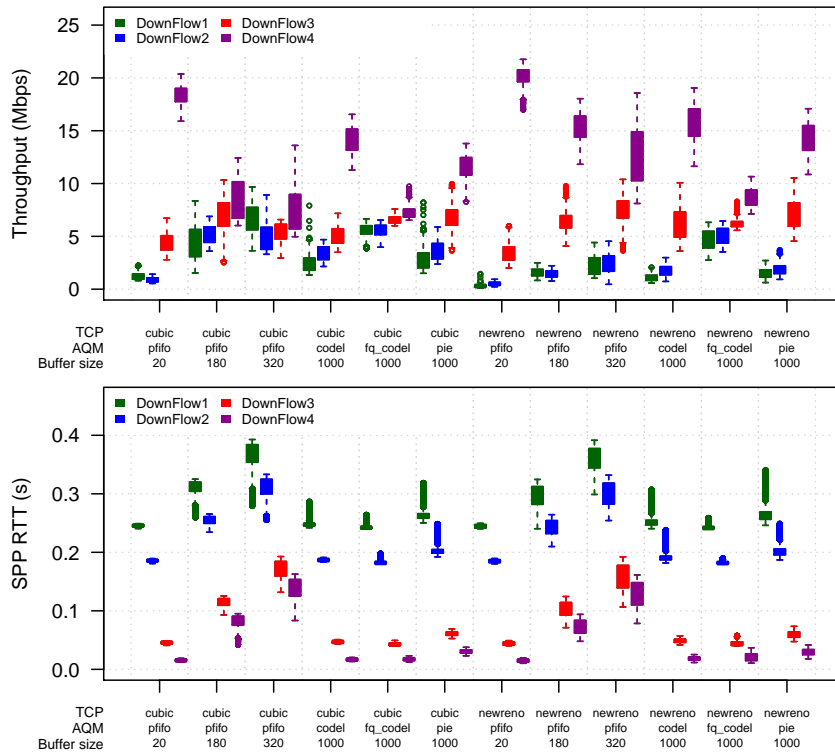 DownFlow1 DownFlow3
DownFlow2 DownFlow4
25
20
15
10
5
0
Throughput (Mbps)
TCP cubic cubic cubic cubic cubic cubic newreno newreno newreno newreno newreno newreno
AQM pfifo pfifo pfifo codel fq_codel pie pfifo pfifo pfifo codel fq_codel pie
Buffer size 20 180 320 1000 1000 1000 20 180 320 1000 1000 1000
DownFlow1 DownFlow3
DownFlow2 DownFlow4
0.4
0.3
0.2
0.1
0.0
SPP RTT (s)
TCP cubic cubic cubic cubic cubic cubic newreno newreno newreno newreno newreno newreno
AQM pfifo pfifo pfifo codel fq_codel pie pfifo pfifo pfifo codel fq_codel pie
Buffer size 20 180 320 1000 1000 1000 20 180 320 1000 1000 1000